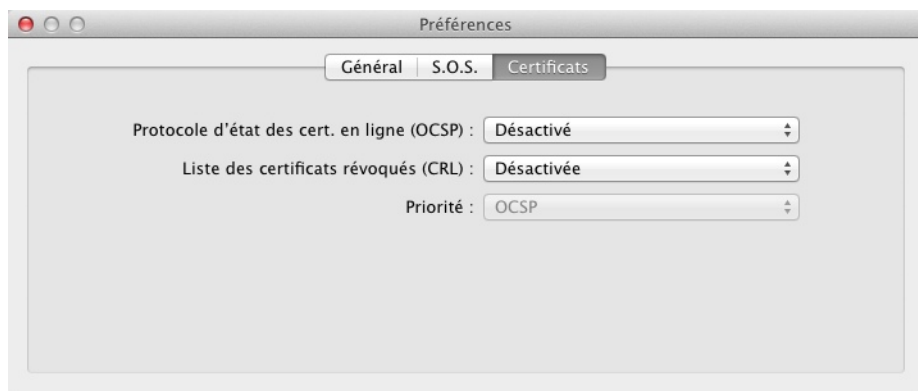 Préférences
Général S.O.S. Certificats
Protocole d'état des cert. en ligne (OCSP) : Désactivé
Liste des certificats révoqués (CRL) : Désactivée
Priorité : OCSP